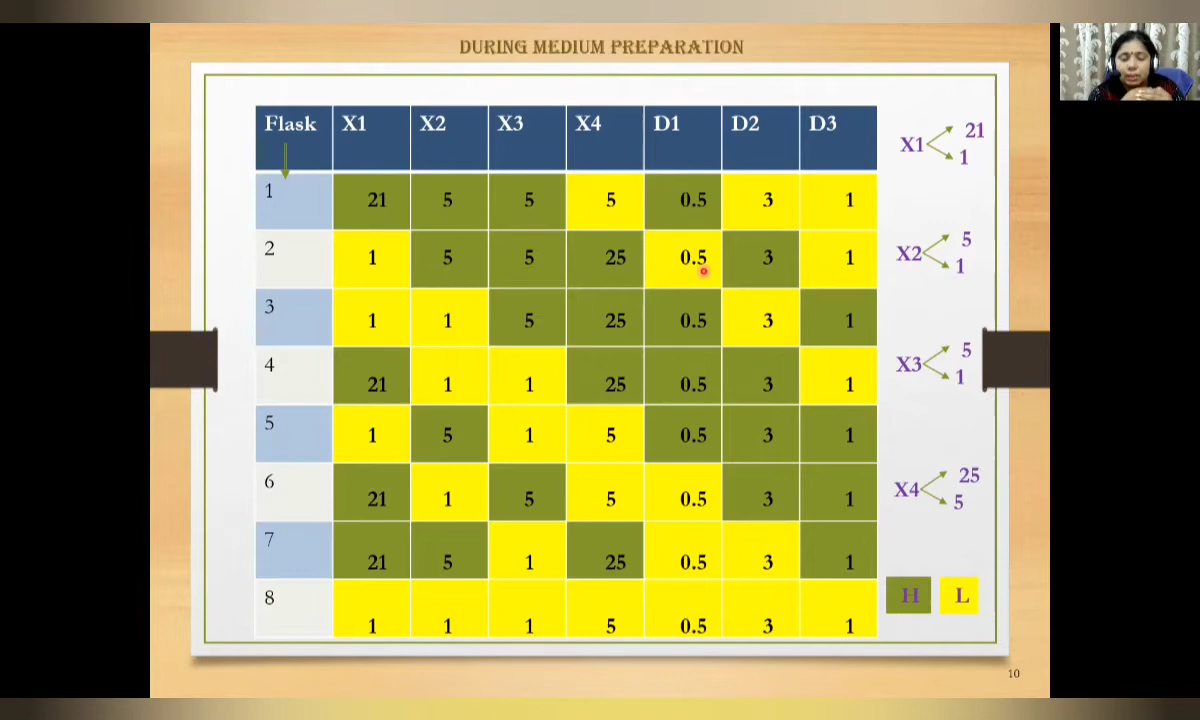 DURING MEDIUM PREPARATION
Flask X1 X2 X3 X4 D1 D2 D3
1 21 5 5 5 0.5 3 1
2 1 5 5 25 0.5 3 1
3 1 1 5 25 0.5 3 1
4 21 1 1 25 0.5 3 1
5 1 5 1 5 0.5 3 1
6 21 1 5 5 0.5 3 1
7 21 5 1 25 0.5 3 1
8 1 1 1 5 0.5 3 1
X1 21
1
X2 5
1
X3 5
1
X4 25
5
H L
10